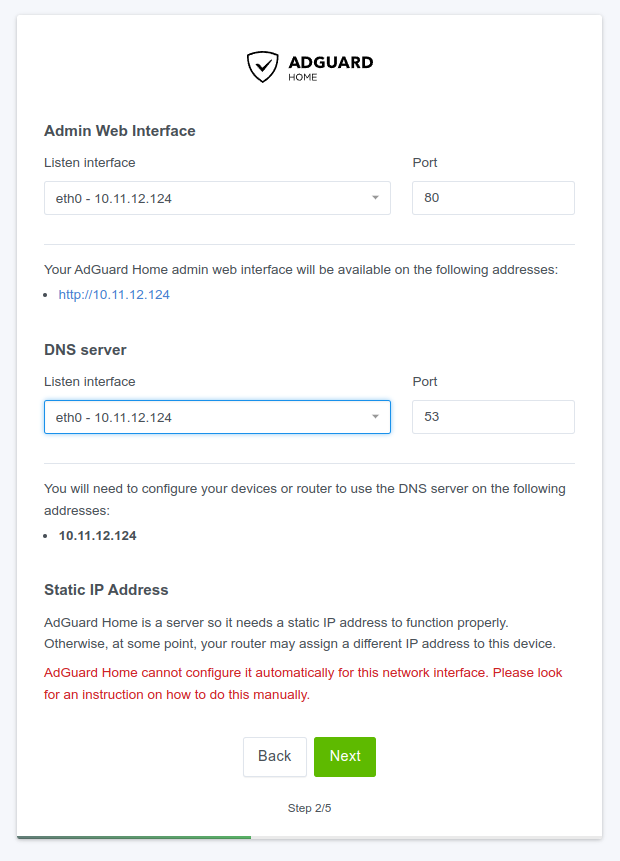 ADGUARD
HOME
Admin Web Interface
Listen interface
Port
eth0 - 10.11.12.124
80
Your AdGuard Home admin web interface will be available on the following addresses:
http://10.11.12.124
DNS server
Listen interface
Port
eth0 - 10.11.12.124
53
You will need to configure your devices or router to use the DNS server on the following
addresses:
10.11.12.124
Static IP Address
AdGuard Home is a server so it needs a static IP address to function properly.
Otherwise, at some point, your router may assign a different IP address to this device.
AdGuard Home cannot configure it automatically for this network interface. Please look
for an instruction on how to do this manually.
Back
Next
Step 2/5